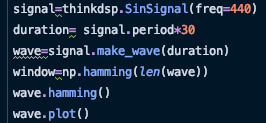 signal=thinkdsp.SinSignal(freq=440)
duration= signal.period*30
wave=signal.make_wave(duration)
window=np.hamming(len(wave))
wave.hamming()
wave.plot()